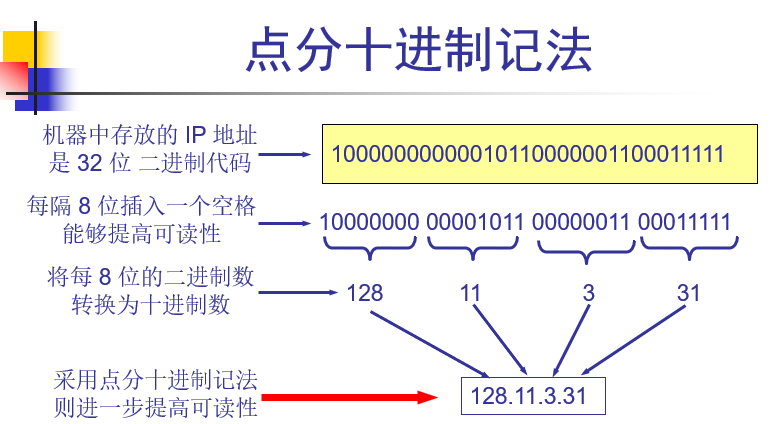 点分十进制记法
机器中存放的 IP 地址
是 32 位 二进制代码
10000000000010110000001100011111
每隔 8 位插入一个空格
能够提高可读性
10000000 00001011 00000011 00011111
将每 8 位的二进制数
转换为十进制数
128 11 3 31
采用点分十进制记法
则进一步提高可读性
128.11.3.31